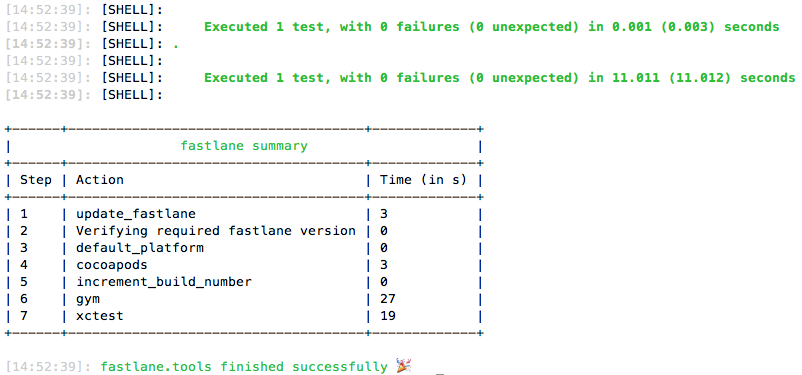 [14:52:39]: [SHELL]:
[14:52:39]: [SHELL]:     Executed 1 test, with 0 failures (0 unexpected) in 0.001 (0.003) seconds
[14:52:39]: [SHELL]: .
[14:52:39]: [SHELL]:
[14:52:39]: [SHELL]:     Executed 1 test, with 0 failures (0 unexpected) in 11.011 (11.012) seconds
[14:52:39]: [SHELL]:

+------+-------------------------------------+-------------+
|                     fastlane summary                     |
+------+-------------------------------------+-------------+
| Step | Action                              | Time (in s) |
+------+-------------------------------------+-------------+
| 1    | update_fastlane                     | 3           |
| 2    | Verifying required fastlane version | 0           |
| 3    | default_platform                    | 0           |
| 4    | cocoapods                           | 3           |
| 5    | increment_build_number              | 0           |
| 6    | gym                                 | 27          |
| 7    | xctest                              | 19          |
+------+-------------------------------------+-------------+

[14:52:39]: fastlane.tools finished successfully 🎉   _